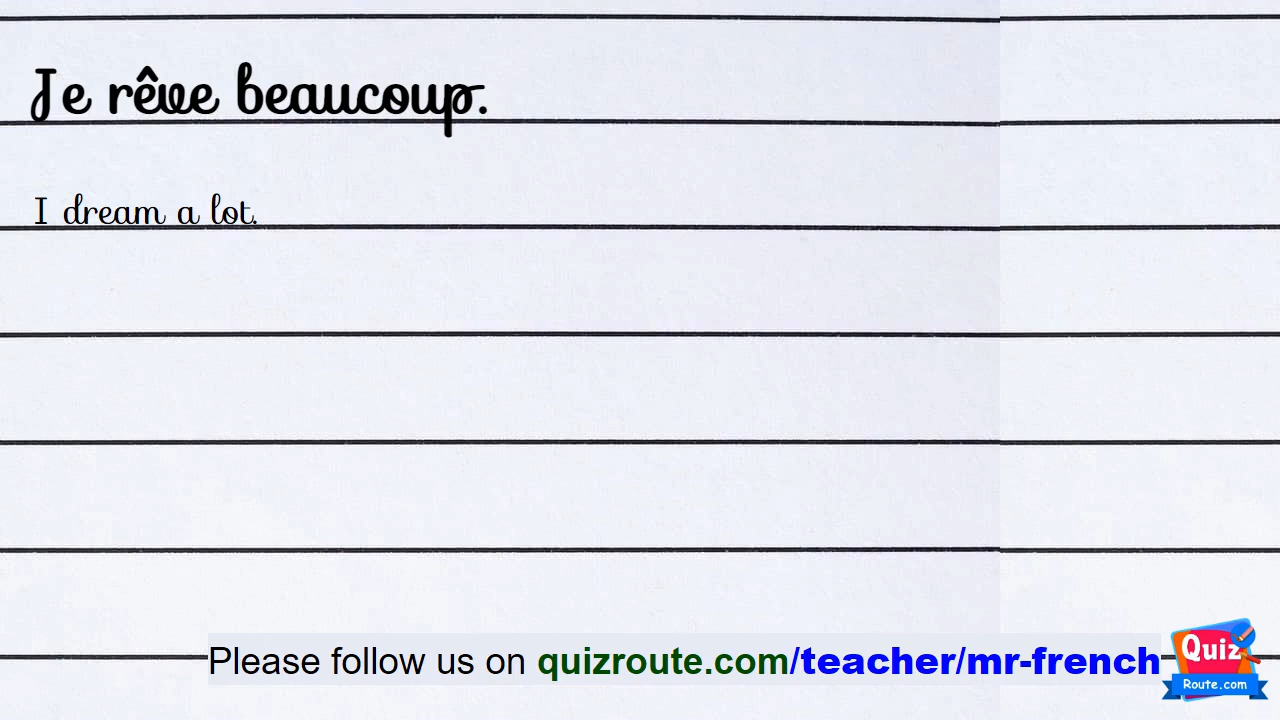 Je rêve beaucoup.
I dream a lot.
Please follow us on quizroute.com/teacher/mr-french
Quiz
Route.com